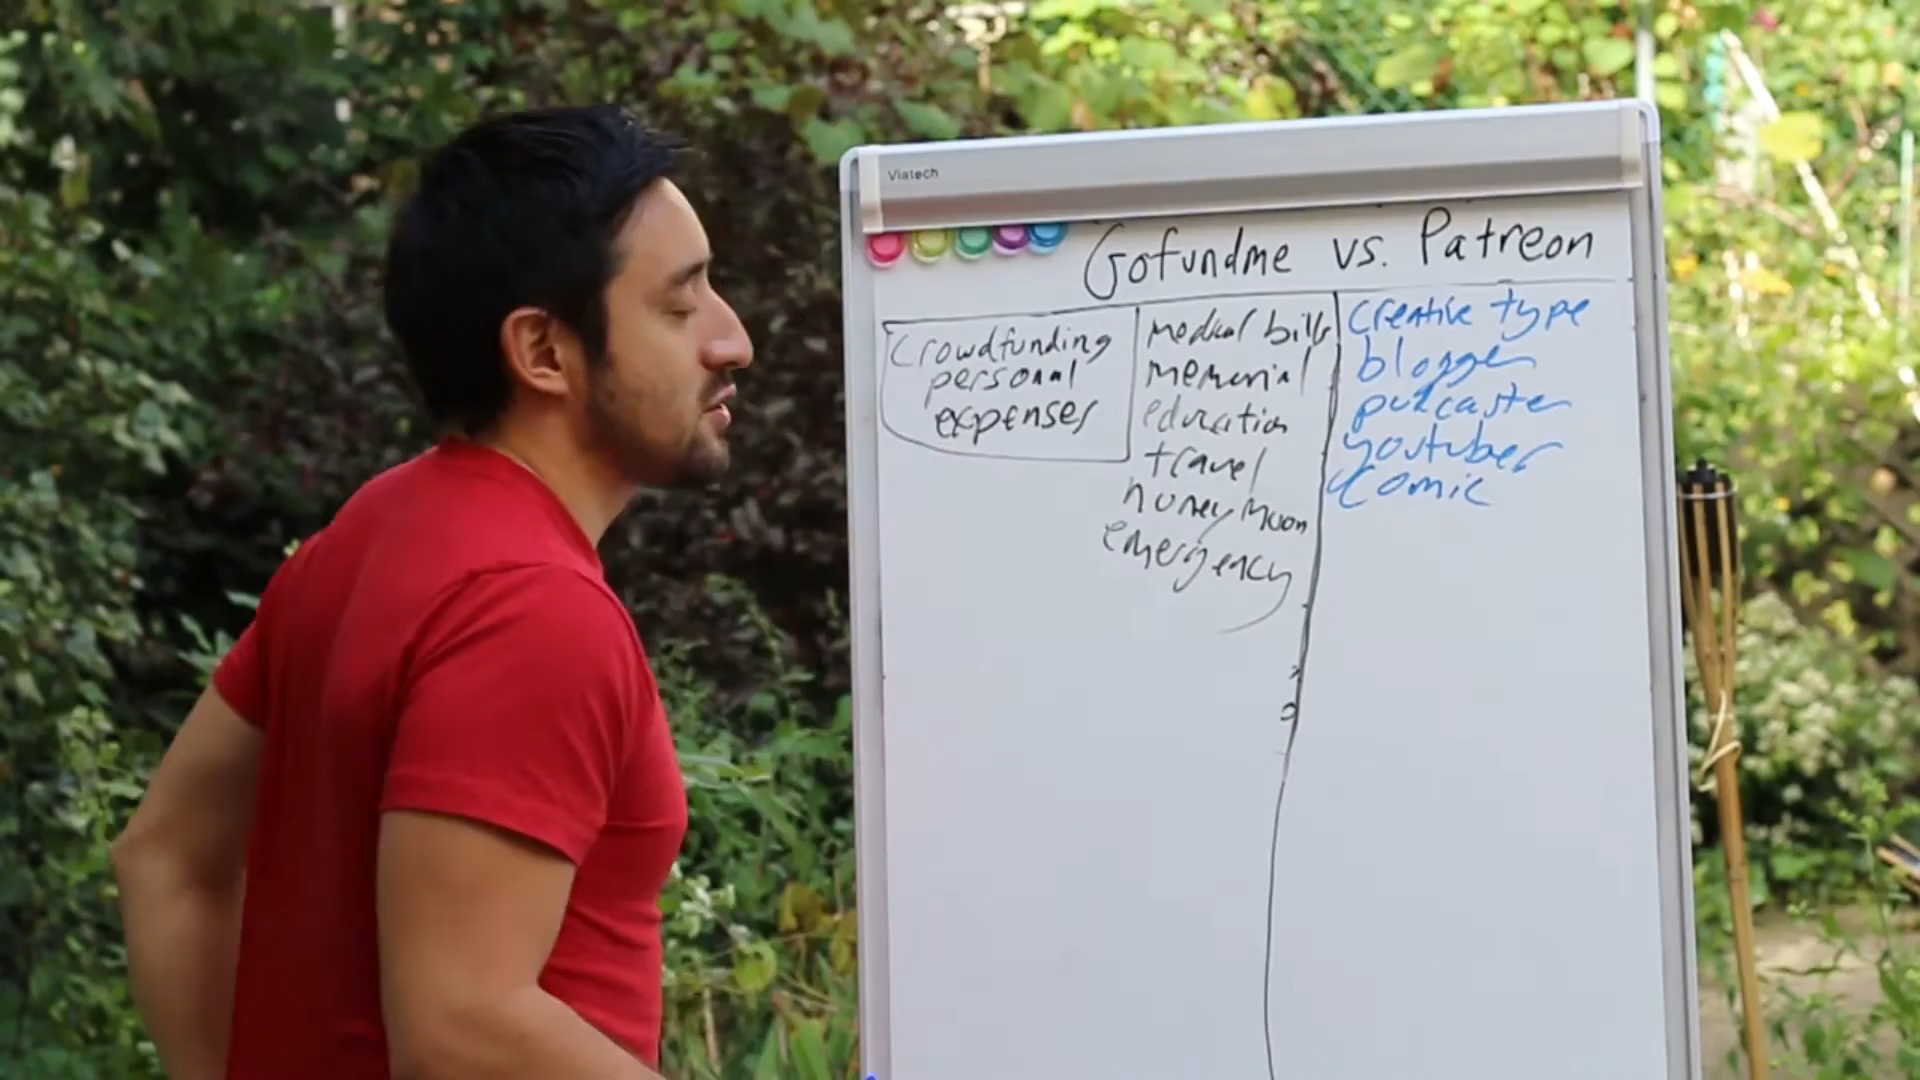 Viatech
Gofundme vs. Patreon
Crowdfunding
personal
expenses
medical bills
memorial
education
travel
honeymoon
emergency
creative type
blogger
podcaster
youtuber
comic